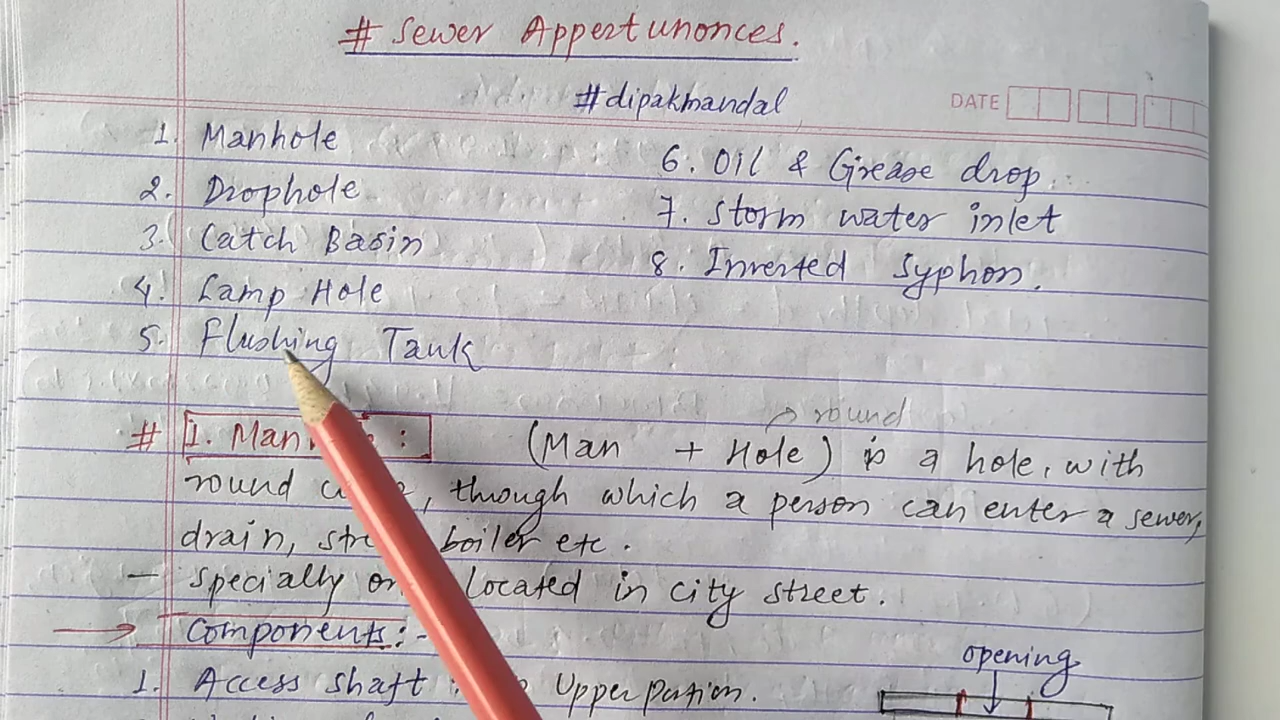 # Sewer Appertunonces.
#dipakmandal
DATE
1. Manhole
2. Drophole
3. Catch Basin
4. Lamp Hole
5. Flushing Tank
6. Oil & Grease drop
7. Storm water inlet
8. Inverted Syphon.
round
# 1. Man :
(Man + Hole) is a hole, with
round , though which a person can enter a sewer,
drain, boiler etc.
- specially located in city street.
→ Components:-
opening
1. Access shaft : Upper